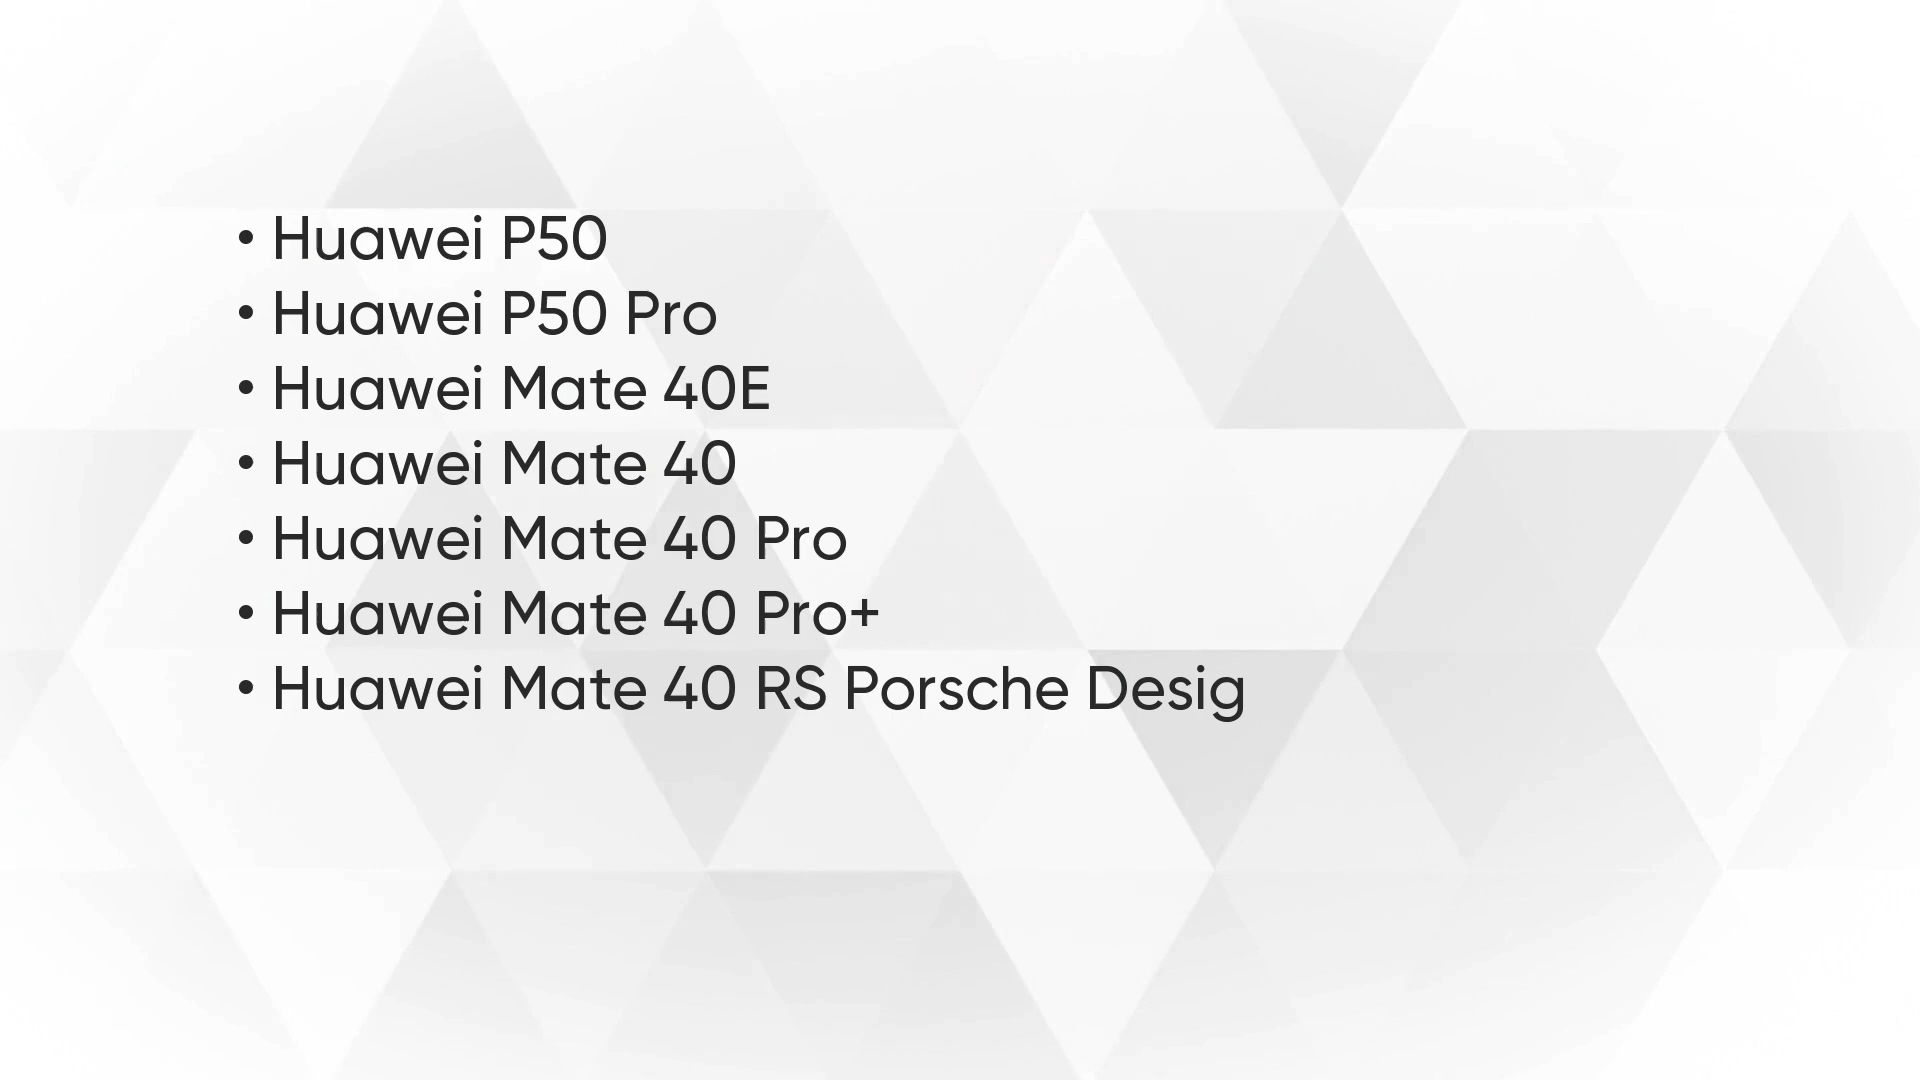 • Huawei P50
• Huawei P50 Pro
• Huawei Mate 40E
• Huawei Mate 40
• Huawei Mate 40 Pro
• Huawei Mate 40 Pro+
• Huawei Mate 40 RS Porsche Desig